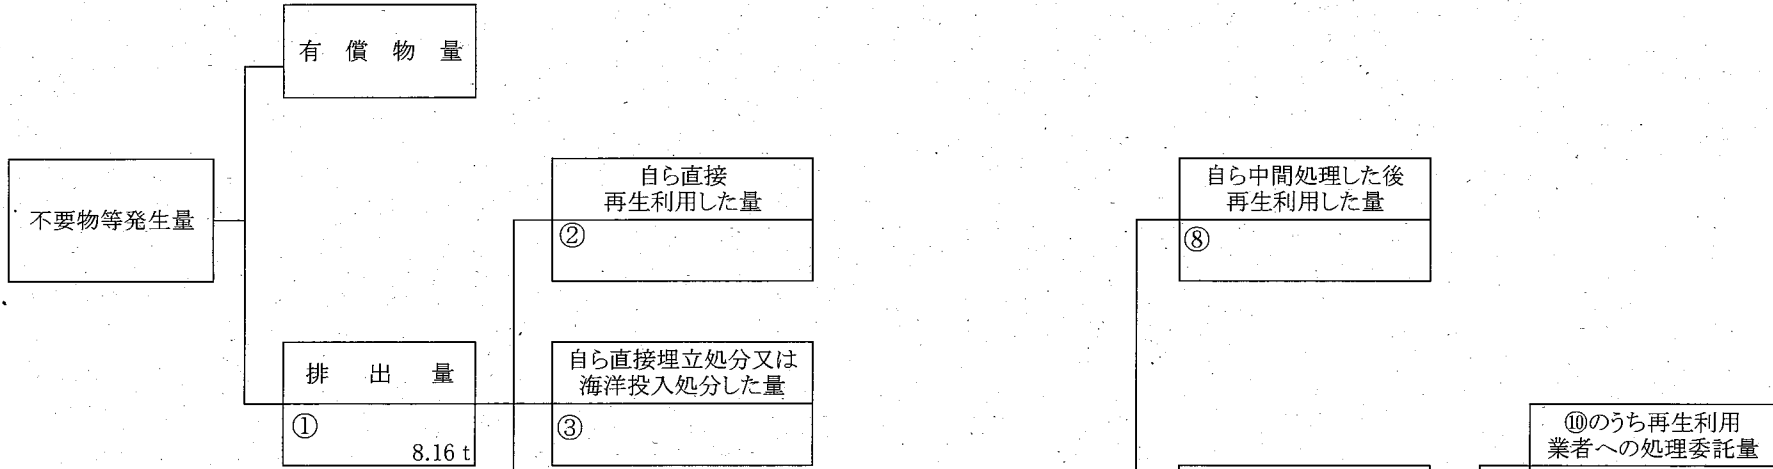 有償物量
不要物等発生量
自ら直接
再生利用した量
②
自ら中間処理した後
再生利用した量
⑧
排出量
①
8.16 t
自ら直接埋立処分又は
海洋投入処分した量
③
⑩のうち再生利用
業者への処理委託量